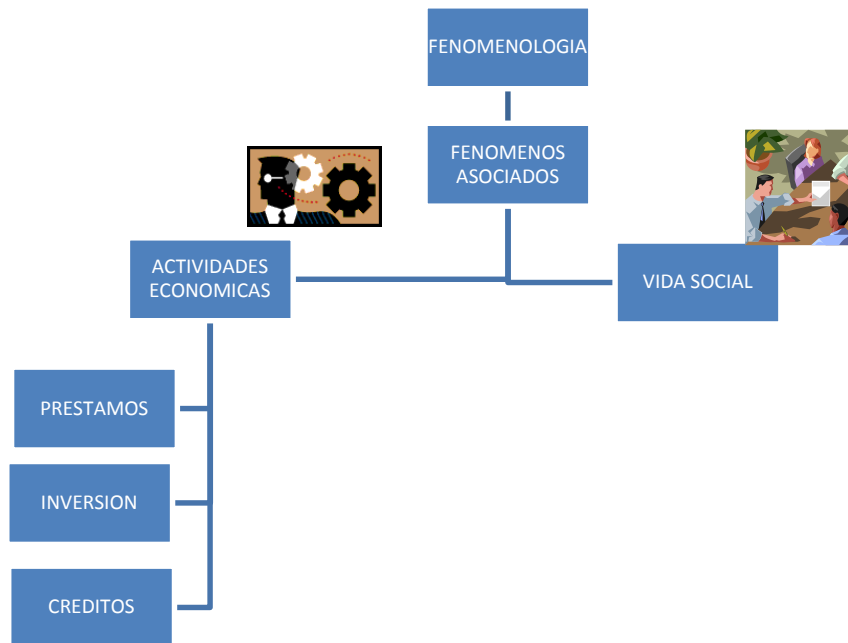 FENOMENOLOGIA
FENOMENOS
ASOCIADOS
ACTIVIDADES
ECONOMICAS
VIDA SOCIAL
PRESTAMOS
INVERSION
CREDITOS